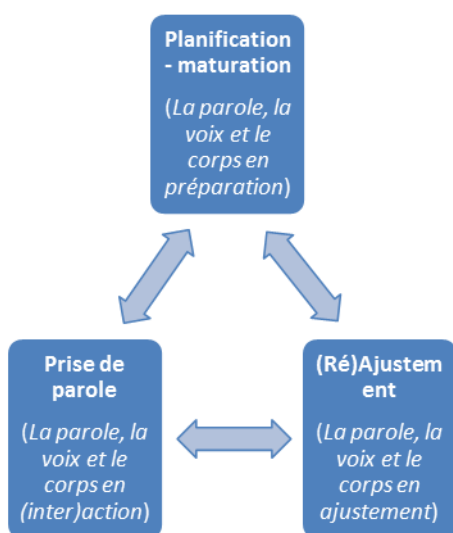 Planification
- maturation
(La parole, la
voix et le
corps en
préparation)
Prise de
parole
(La parole, la
voix et le
corps en
(inter)action)
(Ré)Ajustem
ent
(La parole, la
voix et le
corps en
ajustement)